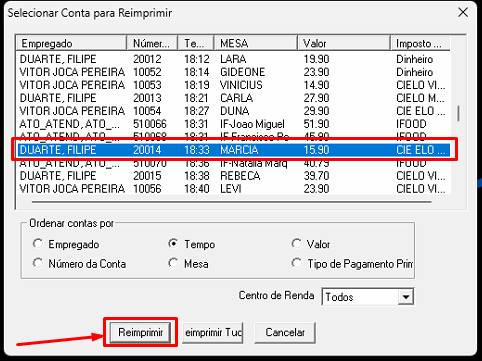 Selecionar Conta para Reimprimir
Empregado Núme... Te... MESA Valor Imposto ...
DUARTE, FILIPE 20012 18:12 LARA 19.90 Dinheiro
VITOR JOCA PEREIRA 10052 18:14 GIDEONE 23.90 Dinheiro
VITOR JOCA PEREIRA 10053 18:19 VINICIUS 14.90 CIELO VI...
DUARTE, FILIPE 20013 18:21 CARLA 27.90 CIELO M...
VITOR JOCA PEREIRA 10054 18:27 DUNA 29.90 CIE ELO ...
ATO_ATEND, ATO_... 510066 18:31 IF-Joao Miguel 51.90 IFOOD
ATO_ATEND, ATO_... 510068 18:31 IF-Francisco Pe 45.90 IFOOD
DUARTE, FILIPE 20014 18:33 MARCIA 15.90 CIE ELO ...
ATO_ATEND, ATO_... 510070 18:36 IF-Natalia Marq 40.79 IFOOD
DUARTE, FILIPE 20015 18:38 REBECA 39.70 CIELO VI...
VITOR JOCA PEREIRA 10056 18:40 LEVI 23.90 CIELO VI...
Ordenar contas por
Empregado Tempo Valor
Número da Conta Mesa Tipo de Pagamento Prim
Centro de Renda Todos
Reimprimir eimprimir Tud Cancelar